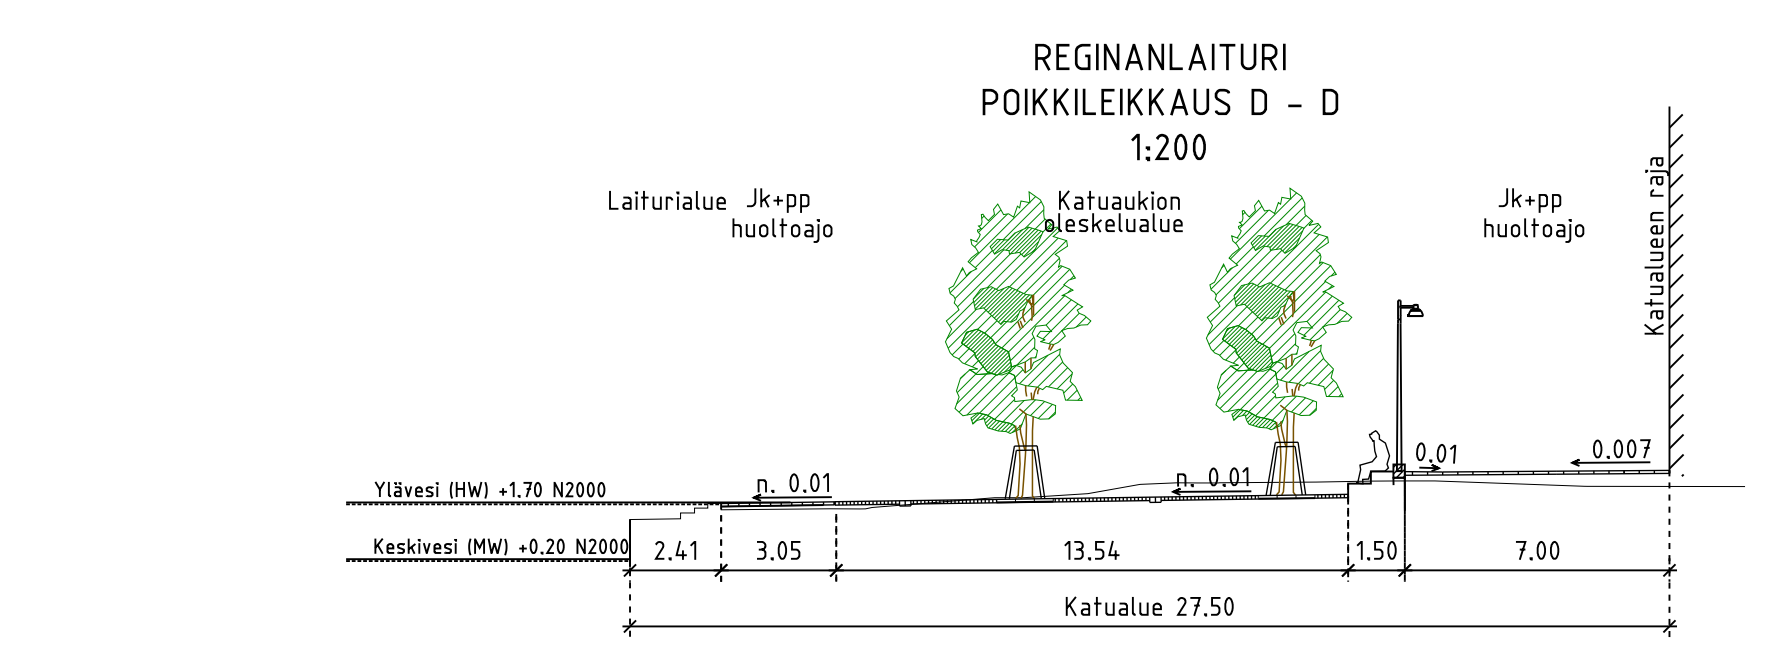 REGINANLAITURI
POIKKILEIKKAUS D - D
1:200
Laiturialue
Jk+pp
huoltoajo
Katuaukion
oleskelualue
Jk+pp
huoltoajo
Katualueen raja
0.01
0.007
n. 0.01
n. 0.01
Ylävesi (HW) +1.70 N2000
Keskivesi (MW) +0.20 N2000
2.41
3.05
13.54
1.50
7.00
Katualue 27.50